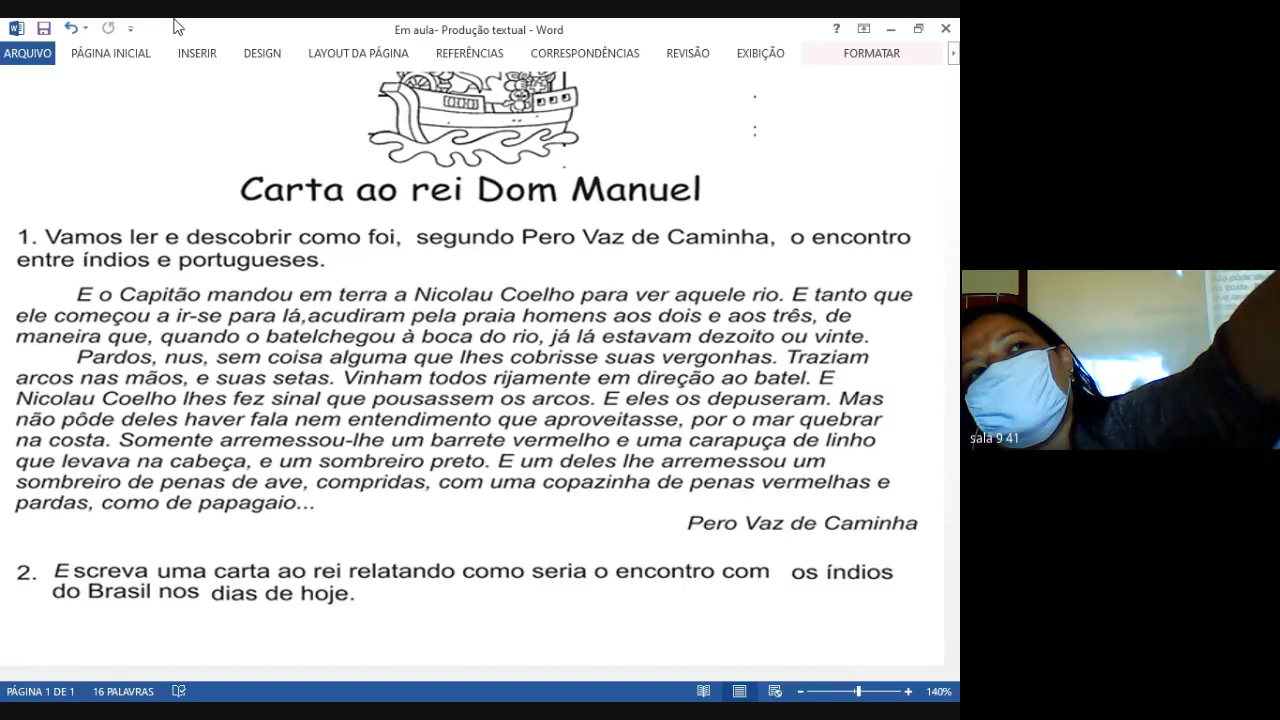 Em aula- Produção textual - Word
?
ARQUIVO PÁGINA INICIAL INSERIR DESIGN LAYOUT DA PÁGINA REFERÊNCIAS CORRESPONDÊNCIAS REVISÃO EXIBIÇÃO FORMATAR
Carta ao rei Dom Manuel
1. Vamos ler e descobrir como foi, segundo Pero Vaz de Caminha, o encontro
entre índios e portugueses.
E o Capitão mandou em terra a Nicolau Coelho para ver aquele rio. E tanto que
ele começou a ir-se para lá,acudiram pela praia homens aos dois e aos três, de
maneira que, quando o batelchegou à boca do rio, já lá estavam dezoito ou vinte.
Pardos, nus, sem coisa alguma que lhes cobrisse suas vergonhas. Traziam
arcos nas mãos, e suas setas. Vinham todos rijamente em direção ao batel. E
Nicolau Coelho lhes fez sinal que pousassem os arcos. E eles os depuseram. Mas
não pôde deles haver fala nem entendimento que aproveitasse, por o mar quebrar
na costa. Somente arremessou-lhe um barrete vermelho e uma carapuça de linho
que levava na cabeça, e um sombreiro preto. E um deles lhe arremessou um
sombreiro de penas de ave, compridas, com uma copazinha de penas vermelhas e
pardas, como de papagaio...
Pero Vaz de Caminha
2. Escreva uma carta ao rei relatando como seria o encontro com os índios
do Brasil nos dias de hoje.
sala 9 41
PÁGINA 1 DE 1 16 PALAVRAS 140%